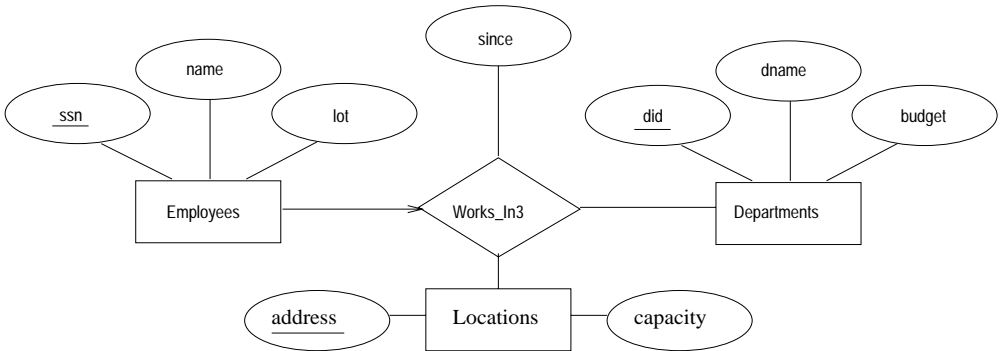 since
name
dname
ssn
lot
did
budget
Employees
Works_In3
Departments
address
Locations
capacity